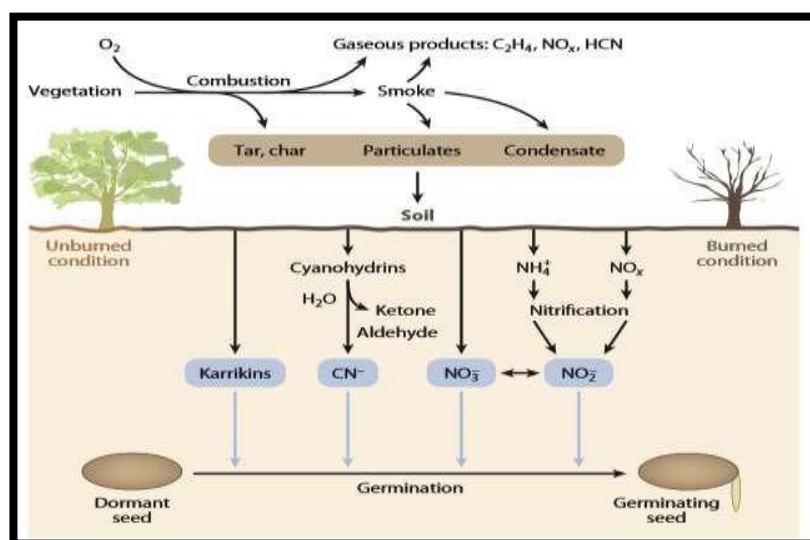 O₂
Gaseous products: C₂H₄, NOₓ, HCN
Combustion
Vegetation
Smoke
Tar, char
Particulates
Condensate
Soil
Unburned
condition
Burned
condition
Cyanohydrins
NH₄⁺
NOₓ
H₂O
Ketone
Aldehyde
Nitrification
Karrikins
CN⁻
NO₃⁻
NO₂⁻
Germination
Dormant
seed
Germinating
seed